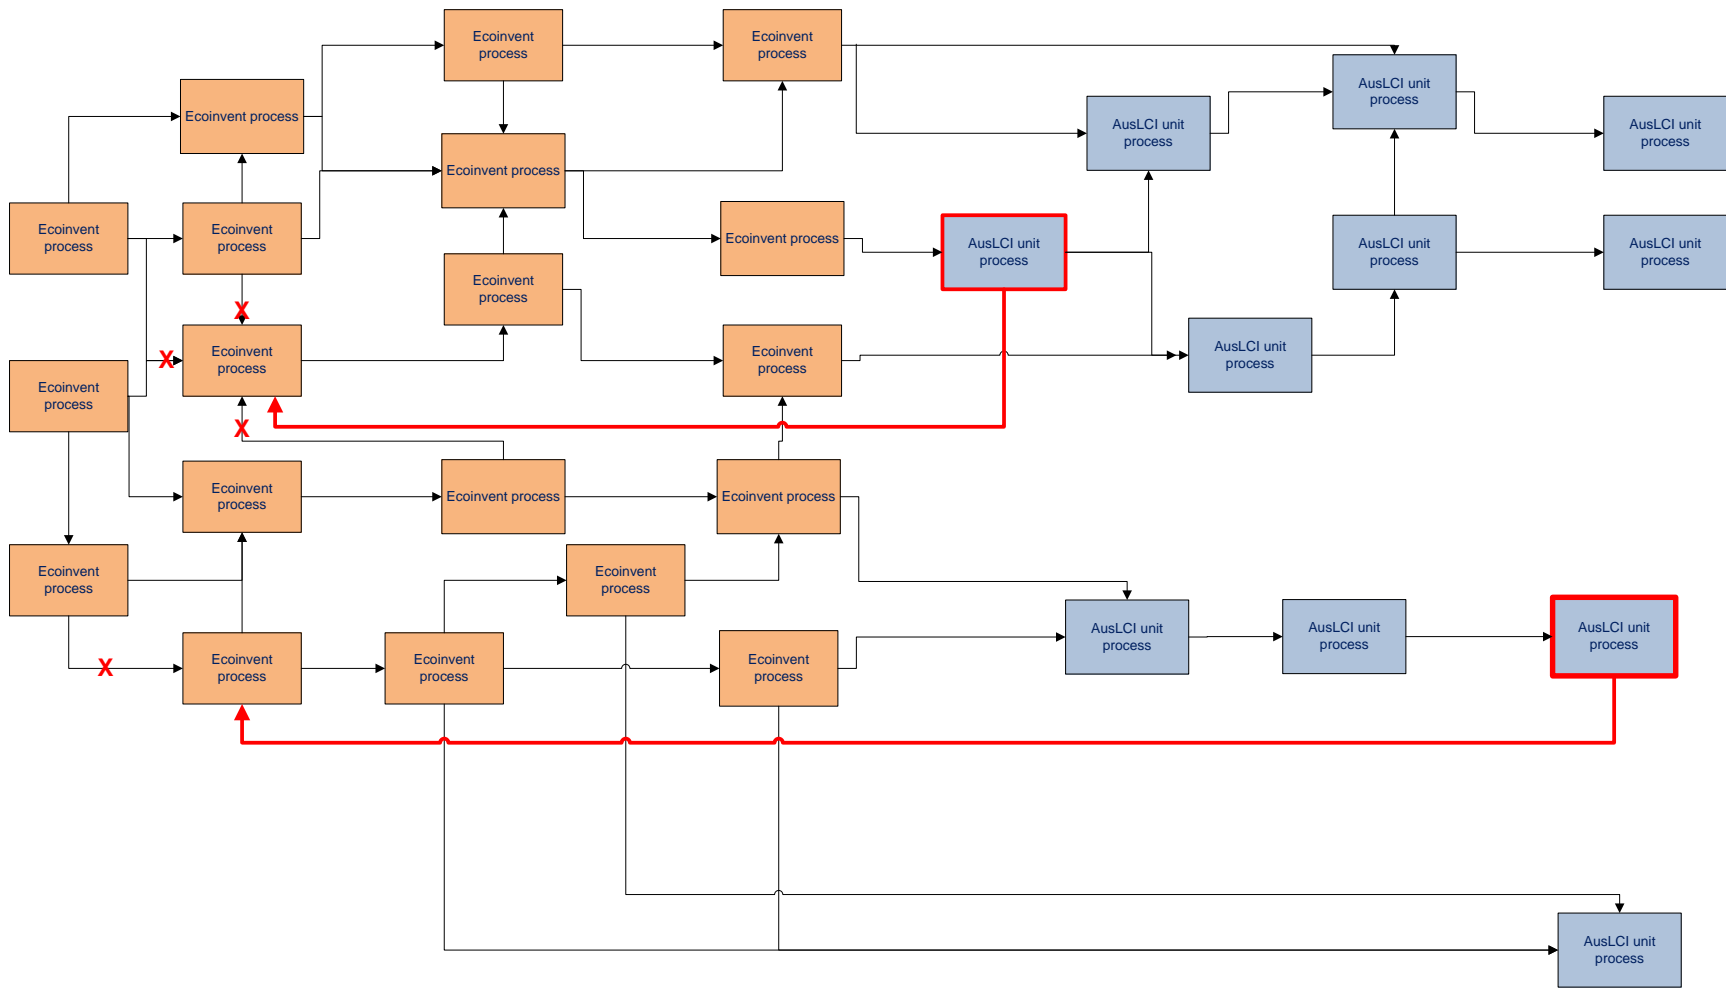 Ecoinvent
process
Ecoinvent
process
AusLCI unit
process
Ecoinvent process
AusLCI unit
process
AusLCI unit
process
Ecoinvent process
Ecoinvent
process
Ecoinvent
process
Ecoinvent process
AusLCI unit
process
AusLCI unit
process
AusLCI unit
process
Ecoinvent
process
X
Ecoinvent
process
X
Ecoinvent
process
AusLCI unit
process
Ecoinvent
process
X
Ecoinvent
process
Ecoinvent process
Ecoinvent process
Ecoinvent
process
Ecoinvent
process
AusLCI unit
process
AusLCI unit
process
AusLCI unit
process
X
Ecoinvent
process
Ecoinvent
process
Ecoinvent
process
AusLCI unit
process